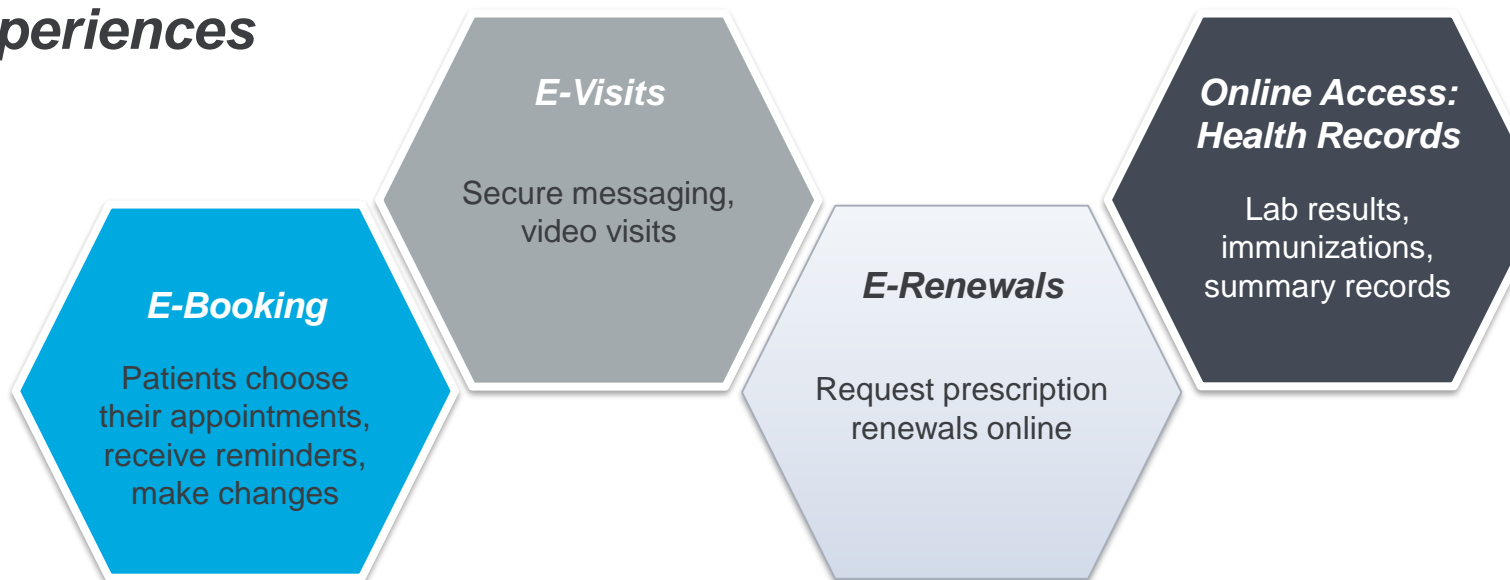 periences
E-Booking
Patients choose
their appointments,
receive reminders,
make changes
E-Visits
Secure messaging,
video visits
E-Renewals
Request prescription
renewals online
Online Access:
Health Records
Lab results,
immunizations,
summary records